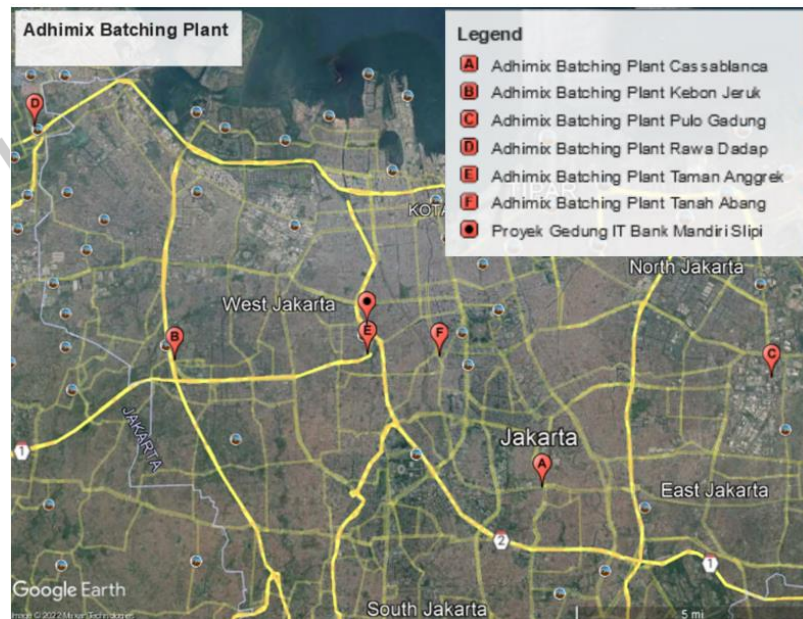 Adhimix Batching Plant
Legend
A Adhimix Batching Plant Cassablanca
B Adhimix Batching Plant Kebon Jeruk
C Adhimix Batching Plant Pulo Gadung
D Adhimix Batching Plant Rawa Dadap
E Adhimix Batching Plant Taman Anggrek
F Adhimix Batching Plant Tanah Abang
Proyek Gedung IT Bank Mandiri Slipi
D
TIPAR
KOTA
North Jakarta
West Jakarta
B
E
F
C
JAKARTA
Jakarta
A
1
East Jakarta
2
1
Google Earth
South Jakarta
5 mi